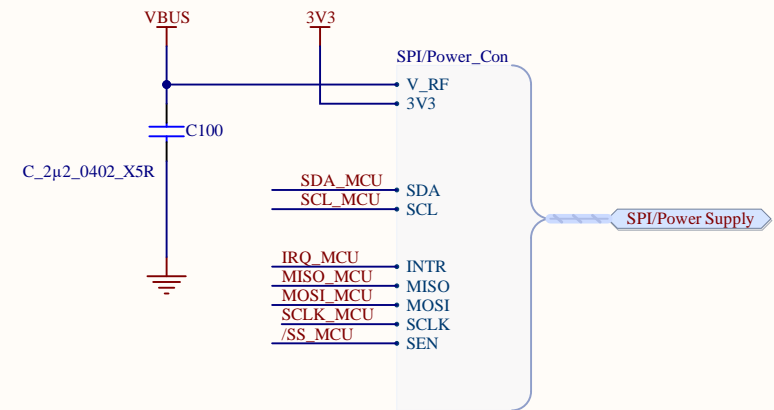 VBUS
3V3
SPI/Power_Con
V_RF
3V3
C100
C_2µ2_0402_X5R
SDA_MCU
SDA
SCL_MCU
SCL
SPI/Power Supply
IRQ_MCU
INTR
MISO_MCU
MISO
MOSI_MCU
MOSI
SCLK_MCU
SCLK
/SS_MCU
SEN